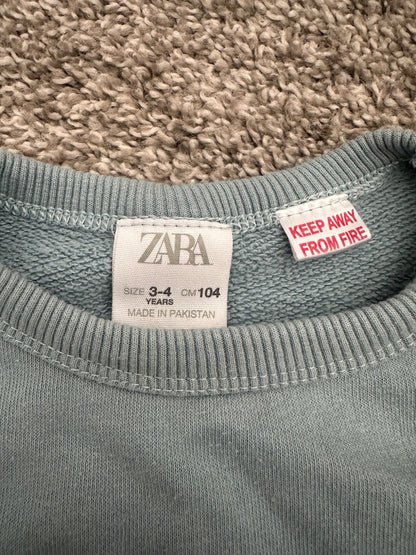 ZARA
SIZE 3-4 CM 104
YEARS
MADE IN PAKISTAN
KEEP AWAY
FROM FIRE